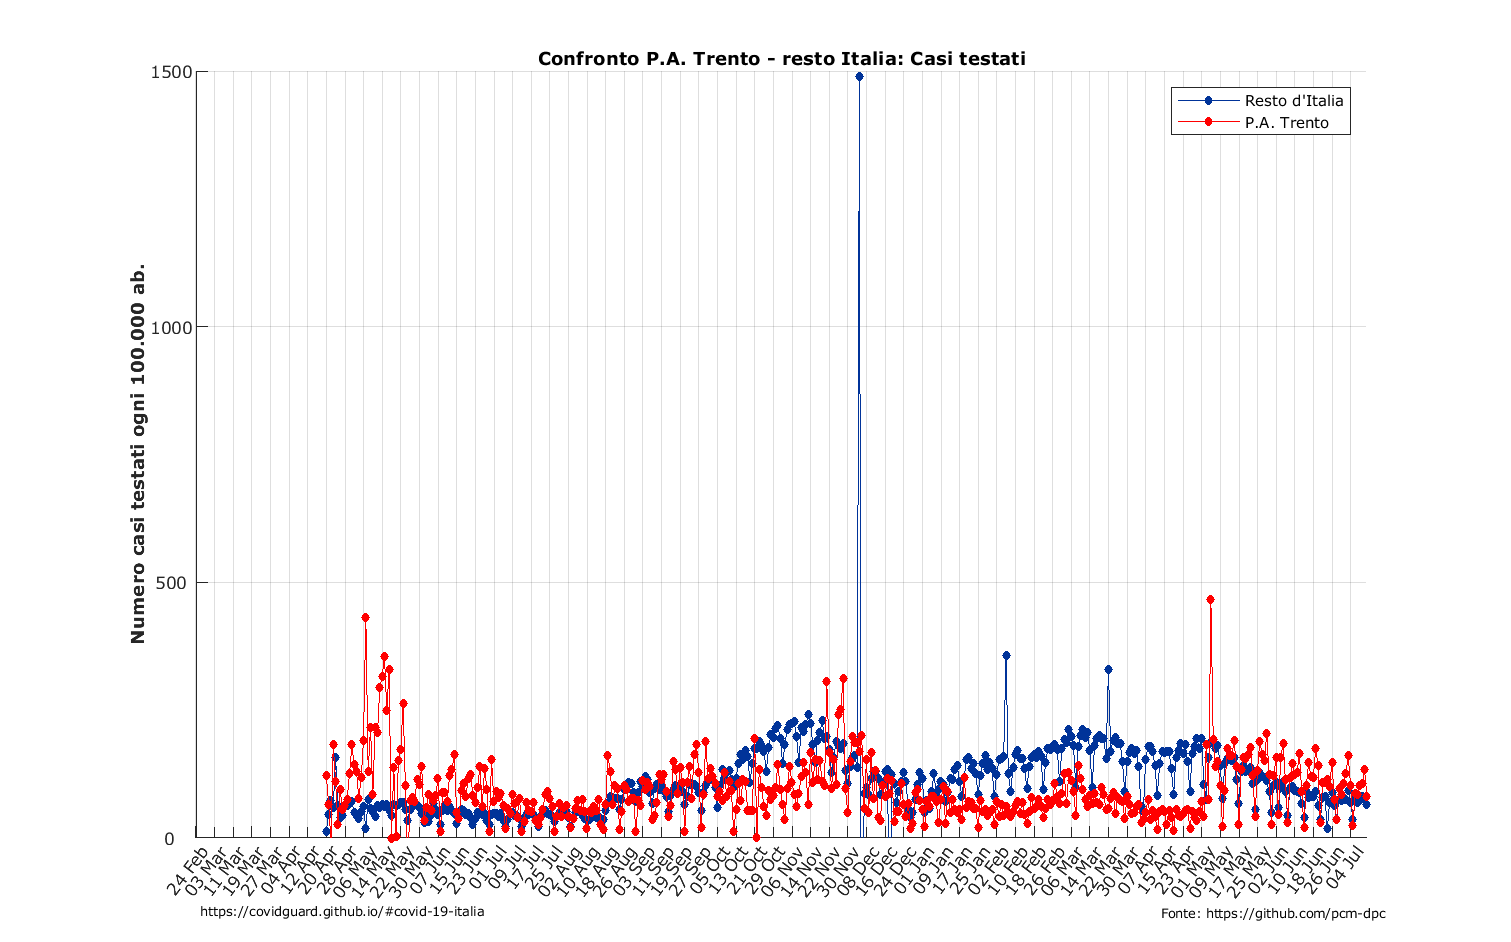 Confronto P.A. Trento - resto Italia: Casi testati
Resto d'Italia
P.A. Trento
Numero casi testati ogni 100.000 ab.
1500
1000
500
0
24 Feb
03 Mar
11 Mar
19 Mar
27 Mar
04 Apr
12 Apr
20 Apr
28 Apr
06 May
14 May
22 May
30 May
07 Jun
15 Jun
23 Jun
01 Jul
09 Jul
17 Jul
25 Jul
02 Aug
10 Aug
18 Aug
26 Aug
03 Sep
11 Sep
19 Sep
27 Sep
05 Oct
13 Oct
21 Oct
29 Oct
06 Nov
14 Nov
22 Nov
30 Nov
08 Dec
16 Dec
24 Dec
01 Jan
09 Jan
17 Jan
25 Jan
02 Feb
10 Feb
18 Feb
26 Feb
06 Mar
14 Mar
22 Mar
30 Mar
07 Apr
15 Apr
23 Apr
01 May
09 May
17 May
25 May
02 Jun
10 Jun
18 Jun
26 Jun
04 Jul
https://covidguard.github.io/#covid-19-italia
Fonte: https://github.com/pcm-dpc